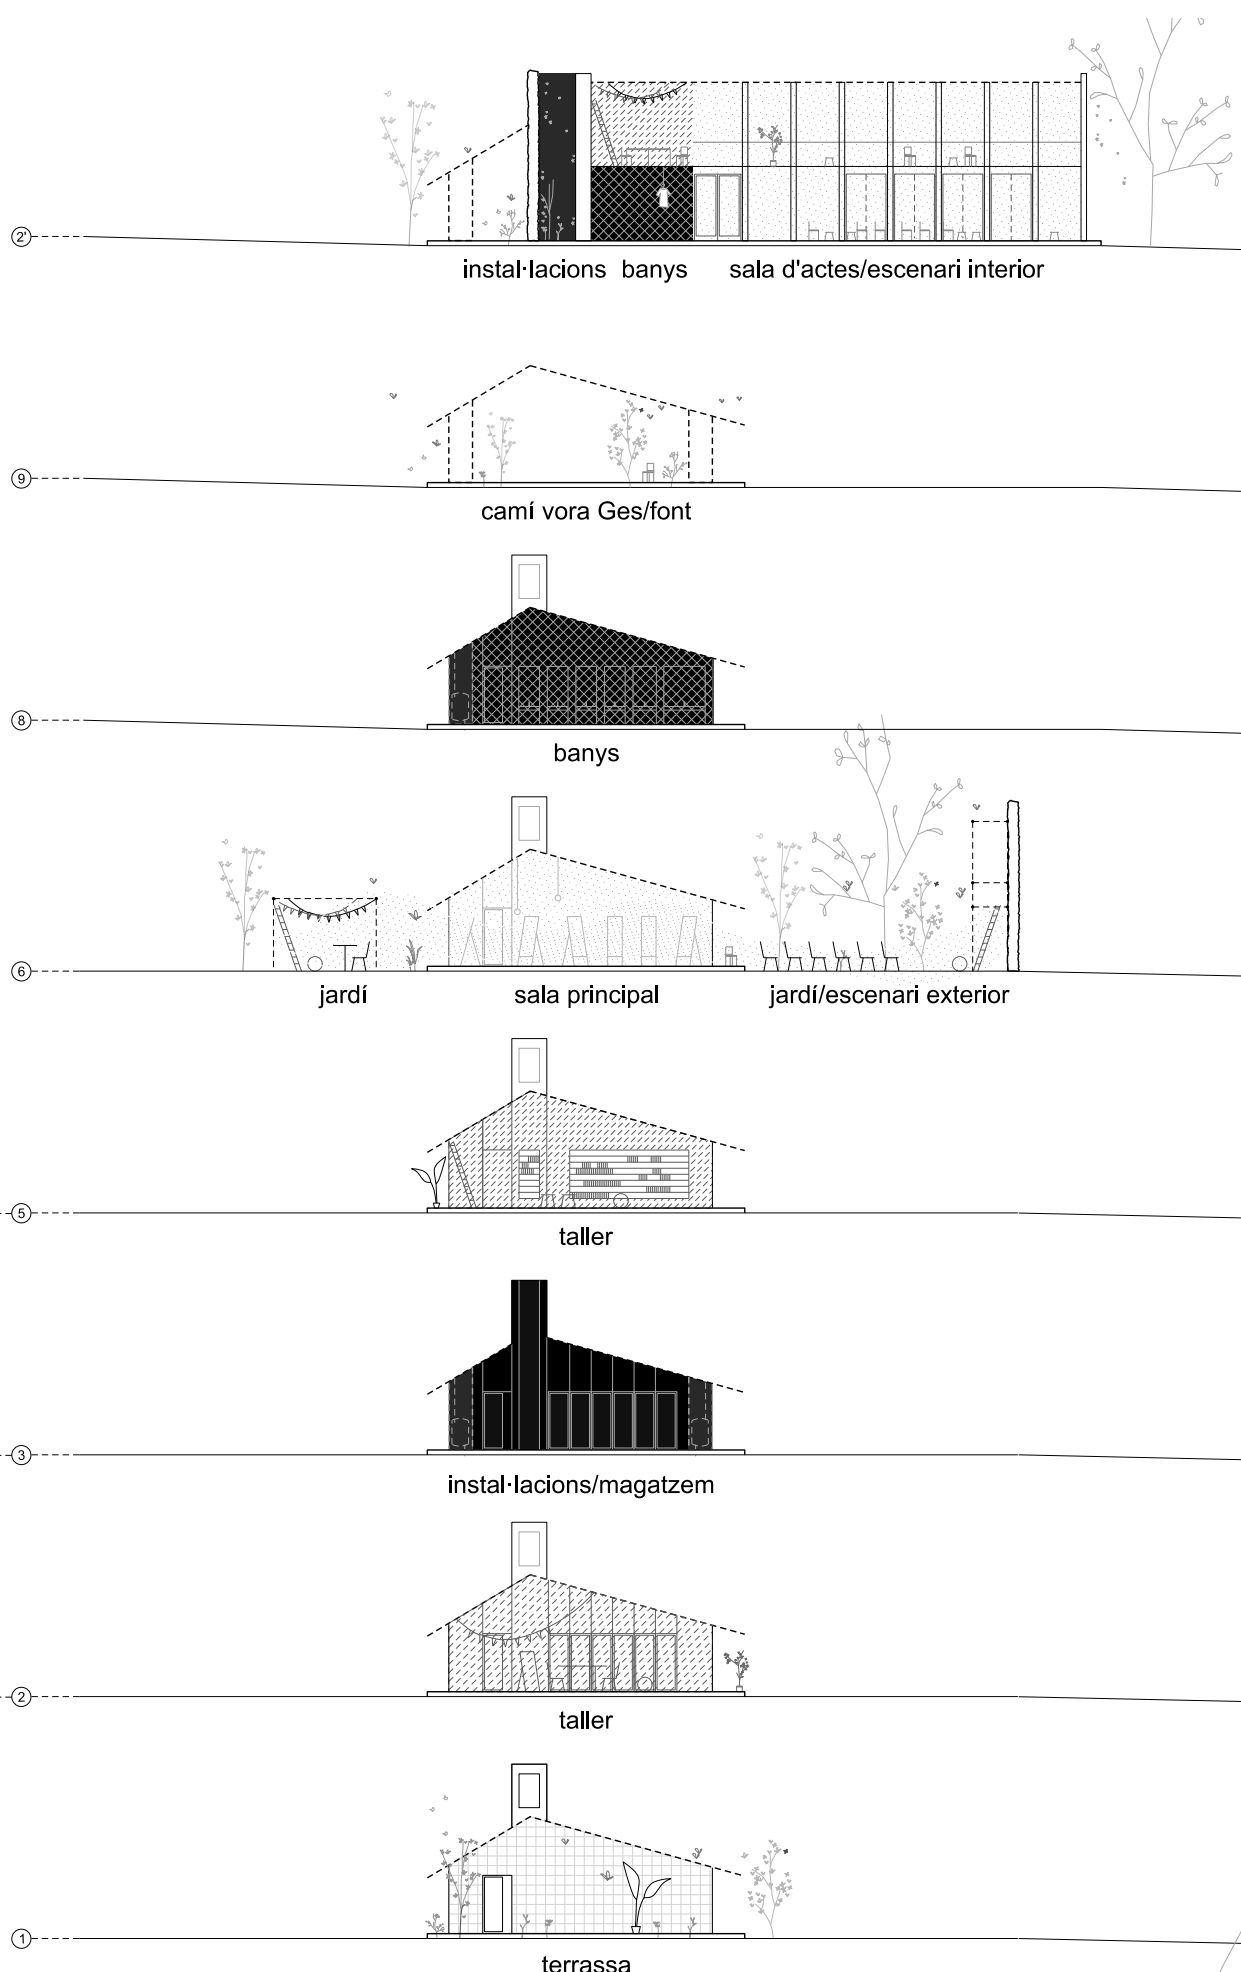 2'
instal·lacions banys sala d'actes/escenari interior
9
camí vora Ges/font
8
banys
6
jardí sala principal jardí/escenari exterior
5
taller
3
instal·lacions/magatzem
2
taller
1
terrassa